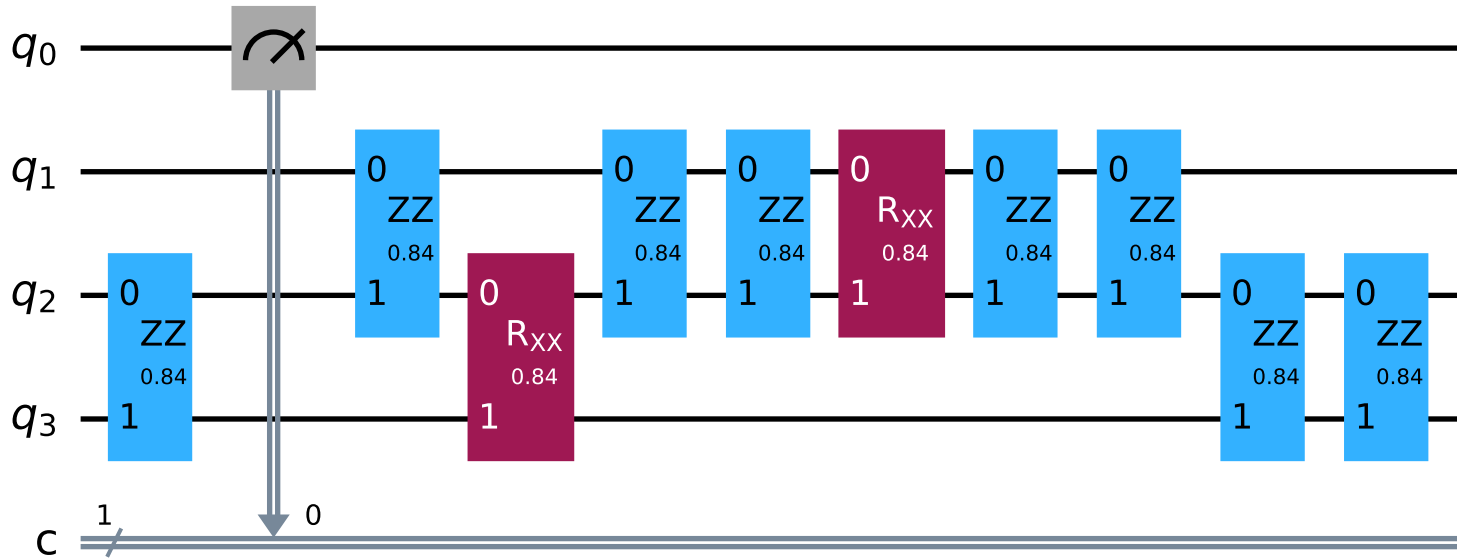 q0
0 0 0 0 0 0
q1
ZZ ZZ ZZ RXX ZZ ZZ
0.84 0.84 0.84 0.84 0.84 0.84
0 1 0 1 1 1 1 1 0 0
q2
ZZ RXX ZZ ZZ
0.84 0.84 0.84 0.84
1 1 1 1
q3
1 0
c